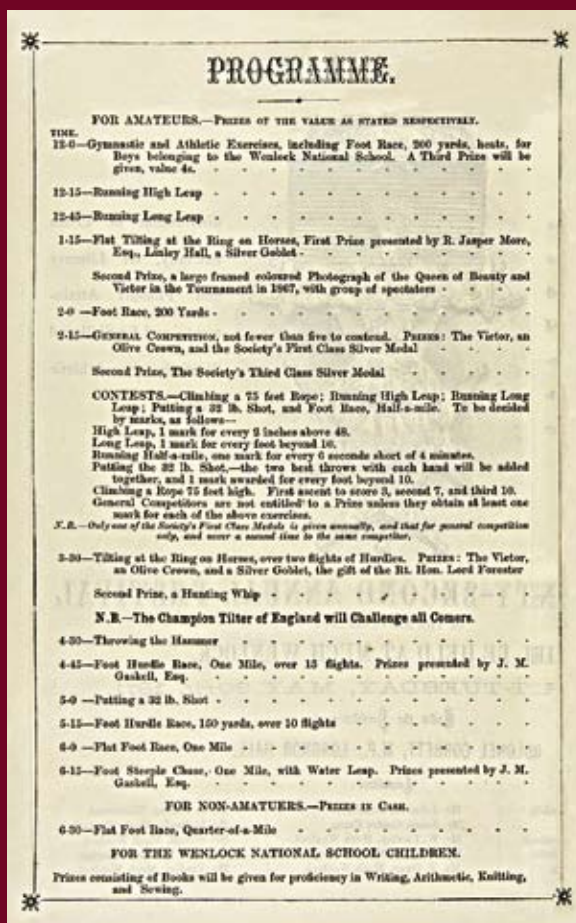 PROGRAMME.
FOR AMATEURS.—PRIZES OF THE VALUE AS STATED RESPECTIVELY.
TIME.
12-0—Gymnastic and Athletic Exercises, including Foot Race, 200 yards, heats, for
Boys belonging to the Wenlock National School. A Third Prize will be
given, value 4s. - - - - - - - -
12-15—Running High Leap - - - - - - - -
12-45—Running Long Leap - - - - - - - -
1-15—Flat Tilting at the Ring on Horses, First Prize presented by R. Jasper More,
Esq., Linley Hall, a Silver Goblet - - - - - -
Second Prize, a large framed coloured Photograph of the Queen of Beauty and
Victor in the Tournament in 1867, with group of spectators - - -
2-0 —Foot Race, 200 Yards - - - - - - - -
2-15—GENERAL COMPETITION, not fewer than five to contend. PRIZES: The Victor, an
Olive Crown, and the Society's First Class Silver Medal - - - -
Second Prize, The Society's Third Class Silver Medal - - - -
CONTESTS.—Climbing a 75 feet Rope; Running High Leap; Running Long
Leap; Putting a 32 lb. Shot, and Foot Race, Half-a-mile. To be decided
by marks, as follows—
High Leap, 1 mark for every 2 inches above 48.
Long Leap, 1 mark for every foot beyond 10.
Running Half-a-mile, one mark for every 6 seconds short of 4 minutes.
Putting the 32 lb. Shot,—the two best throws with each hand will be added
together, and 1 mark awarded for every foot beyond 10.
Climbing a Rope 75 feet high. First ascent to score 3, second 7, and third 10.
General Competitors are not entitled to a Prize unless they obtain at least one
mark for each of the above exercises.
N.B.—Only one of the Society's First Class Medals is given annually, and that for general competition
only, and never a second time to the same competitor.
3-30—Tilting at the Ring on Horses, over two flights of Hurdles. PRIZES: The Victor,
an Olive Crown, and a Silver Goblet, the gift of the Rt. Hon. Lord Forester
Second Prize, a Hunting Whip - - - - - - -
N.B.—The Champion Tilter of England will Challenge all Comers.
4-30—Throwing the Hammer - - - - - - - -
4-45—Foot Hurdle Race, One Mile, over 15 flights. Prizes presented by J. M.
Gaskell, Esq. - - - - - - - -
5-0 —Putting a 32 lb. Shot - - - - - - - -
5-15—Foot Hurdle Race, 150 yards, over 10 flights - - - - -
6-0 —Flat Foot Race, One Mile - - - - - - - -
6-15—Foot Steeple Chase, One Mile, with Water Leap. Prizes presented by J. M.
Gaskell, Esq. - - - - - - - -
FOR NON-AMATUERS.—PRIZES IN CASH.
6-30—Flat Foot Race, Quarter-of-a-Mile - - - - - -
FOR THE WENLOCK NATIONAL SCHOOL CHILDREN.
Prizes consisting of Books will be given for proficiency in Writing, Arithmetic, Knitting,
and Sewing.